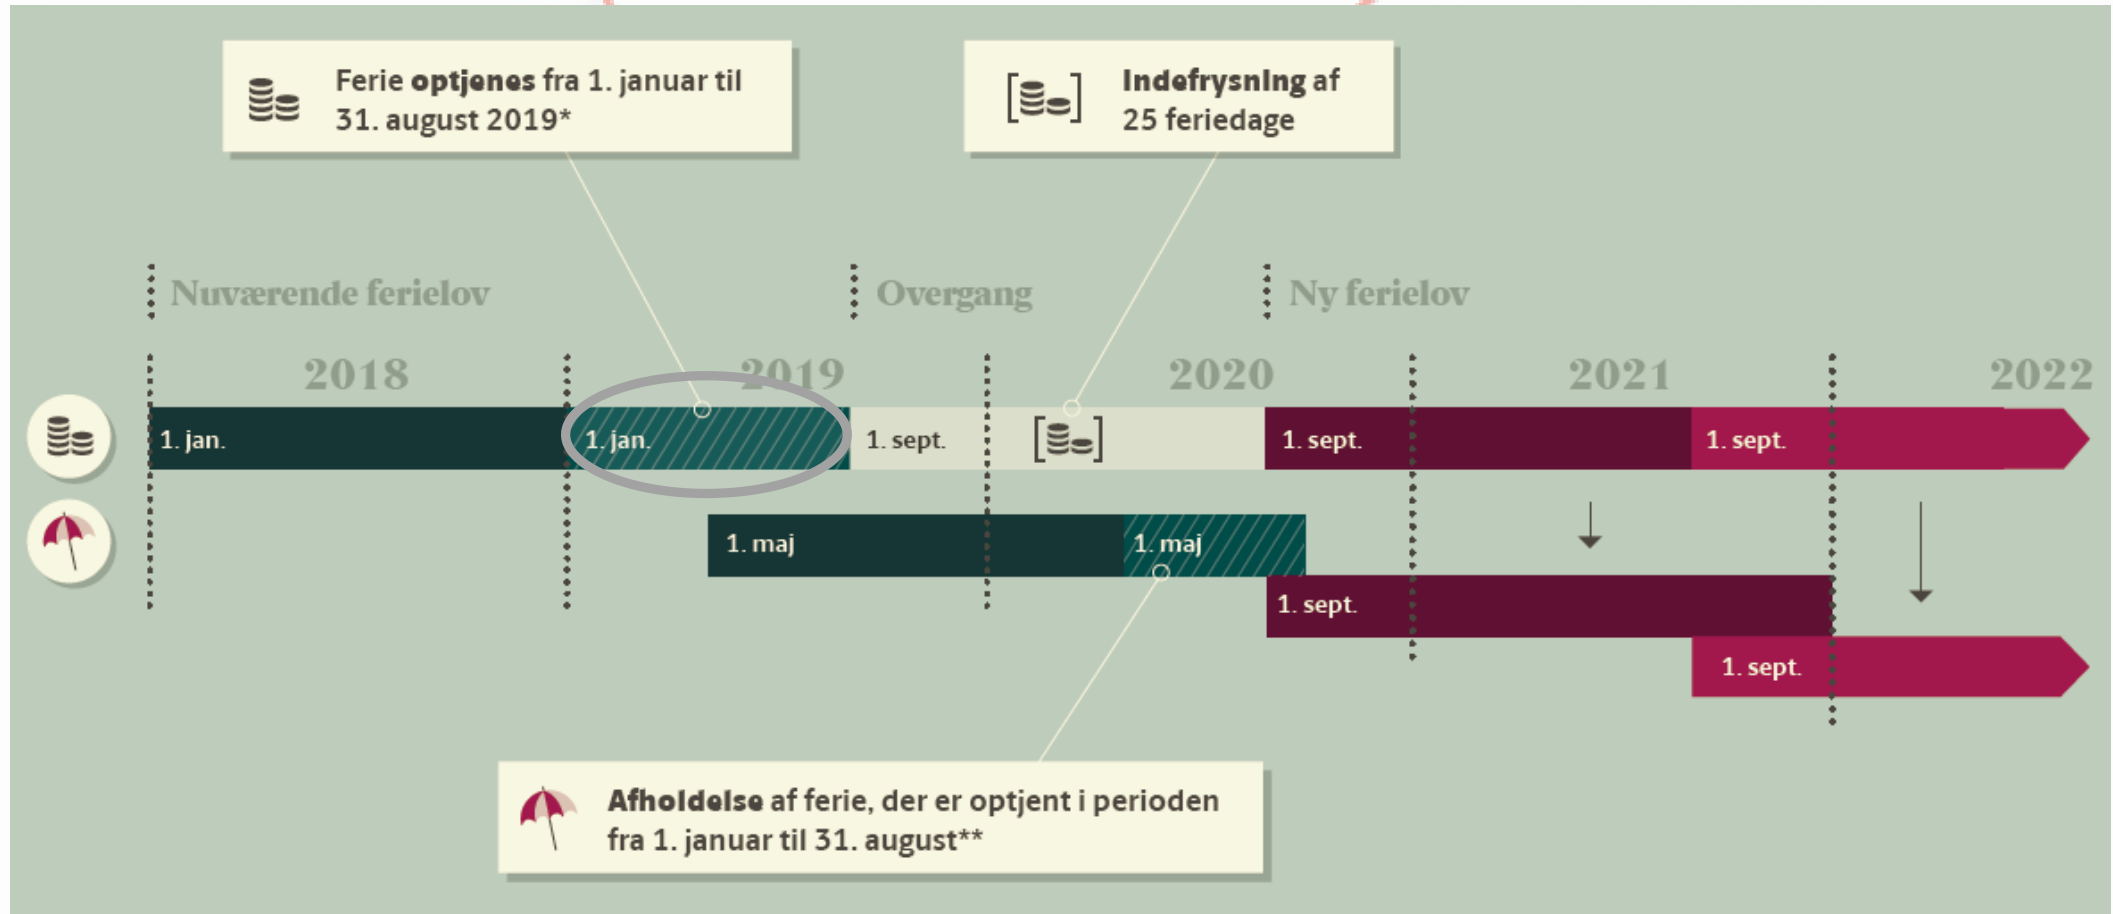 Ferie optjenes fra 1. januar til
31. august 2019*
Indefrysning af
25 feriedage
Nuværende ferielov
Overgang
Ny ferielov
2018
2019
2020
2021
2022
1. jan.
1. jan.
1. sept.
1. sept.
1. sept.
1. maj
1. maj
1. sept.
1. sept.
Afholdelse af ferie, der er optjent i perioden
fra 1. januar til 31. august**